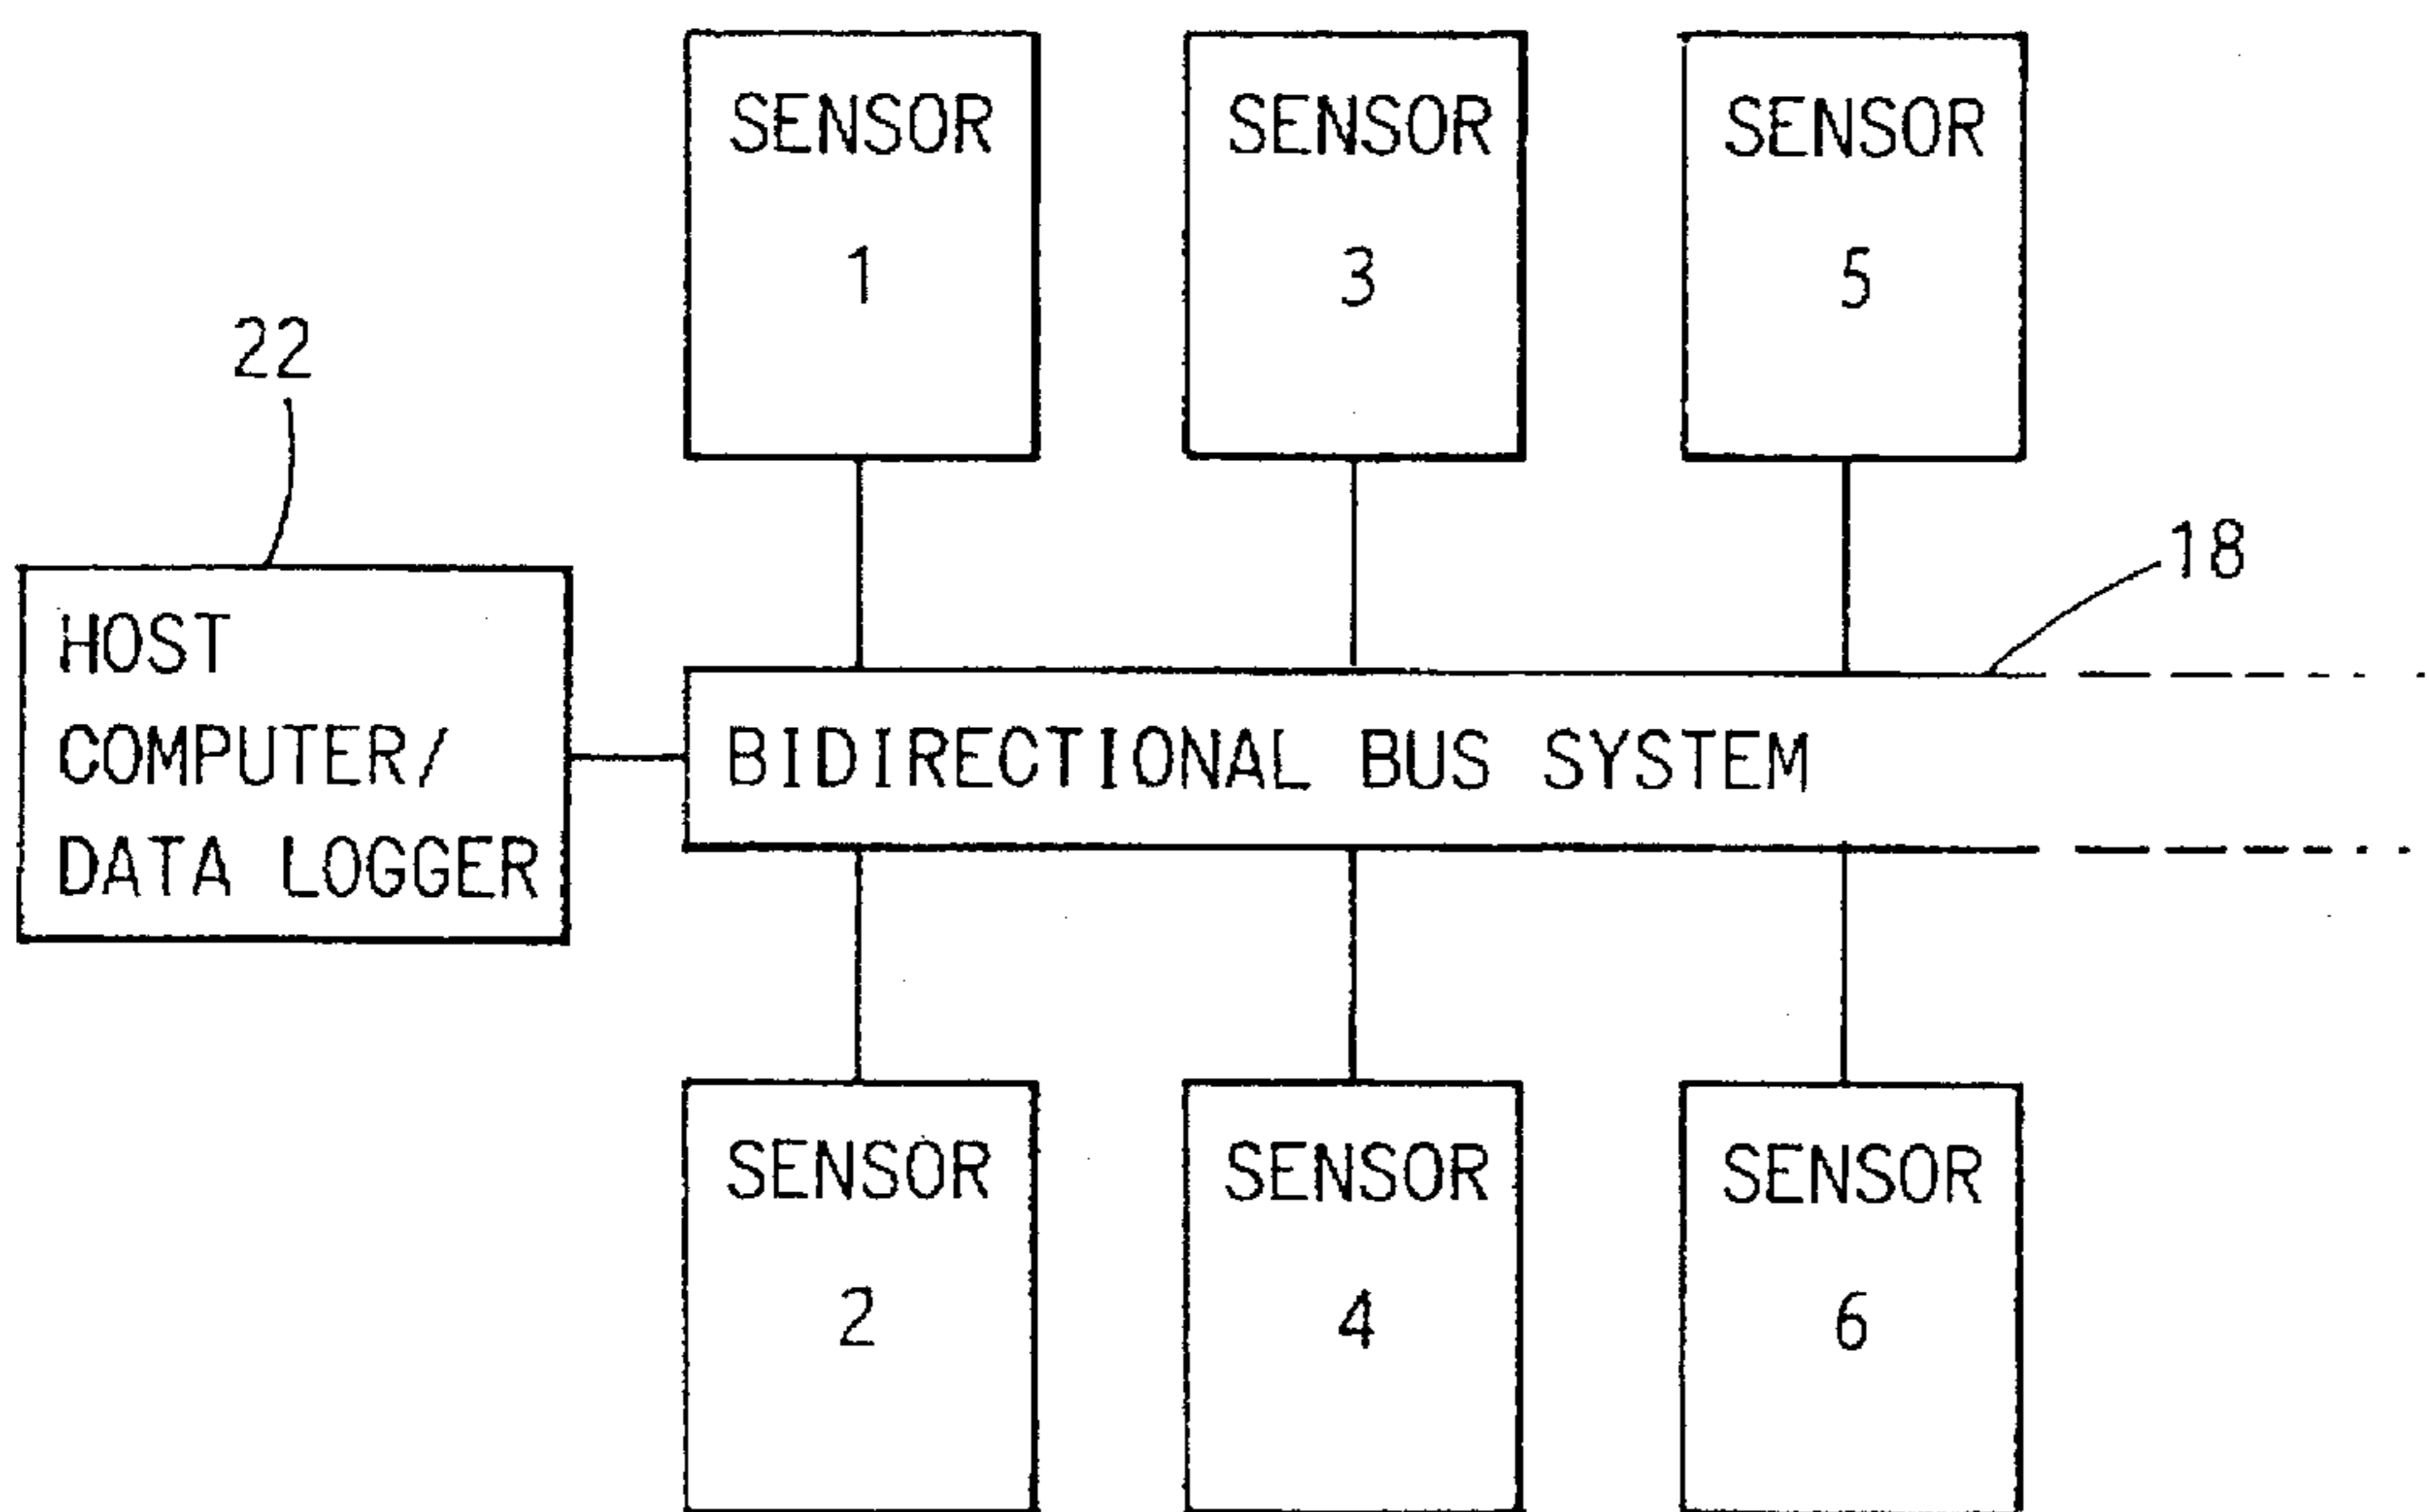 SENSOR
1
SENSOR
3
SENSOR
5
22
18
HOST
COMPUTER/
DATA LOGGER
BIDIRECTIONAL BUS SYSTEM
SENSOR
2
SENSOR
4
SENSOR
6